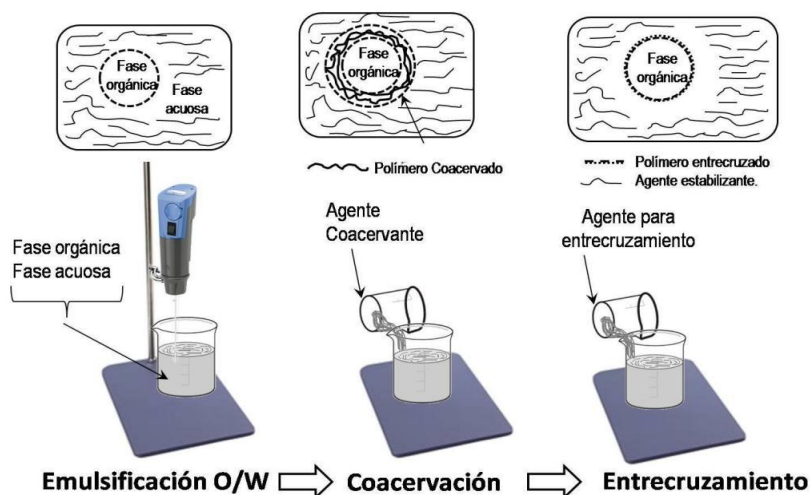 Fase
orgánica
Fase
acuosa
Fase
orgánica
Polímero Coacervado
Fase
orgánica
Polímero entrecruzado
Agente estabilizante.
Fase orgánica
Fase acuosa
Agente
Coacervante
Agente para
entrecruzamiento
Emulsificación O/W
Coacervación
Entrecruzamiento